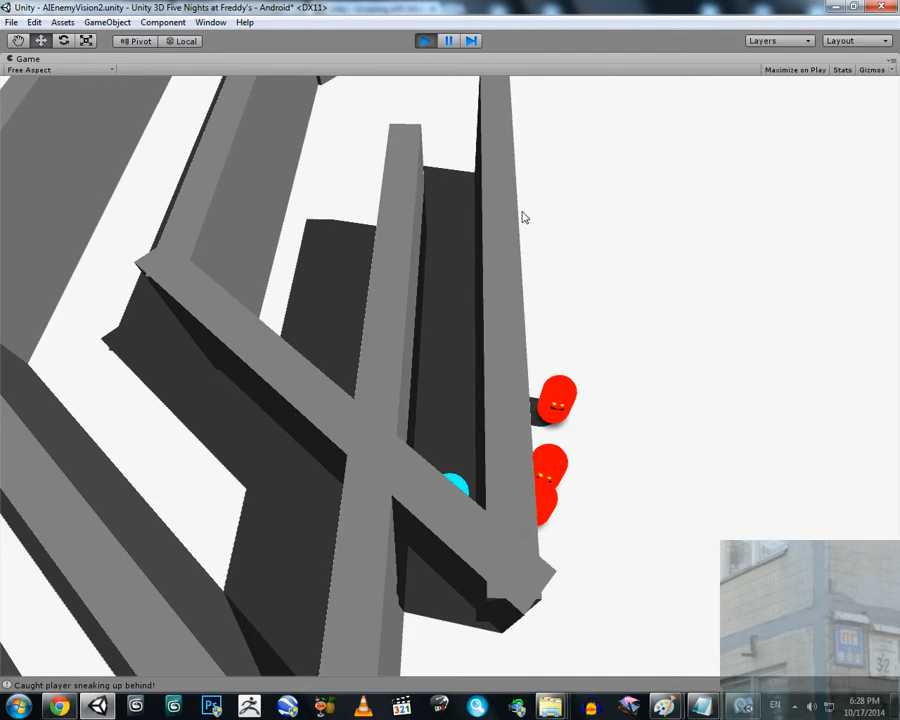 Unity - AIEnemyVision2.unity - Unity 3D Five Nights at Freddy's - Android* <DX11>
File Edit Assets GameObject Component Window Help
Pivot Local Layers Layout
Game
Free Aspect Maximize on Play Stats Gizmos
32
Caught player sneaking up behind!
321
EN 6:28 PM
10/17/2014